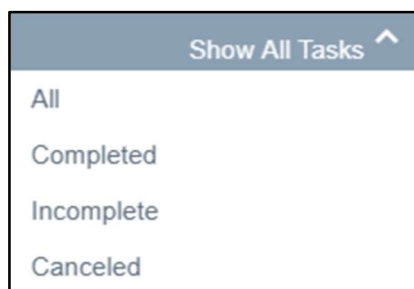 Show All Tasks
All
Completed
Incomplete
Canceled